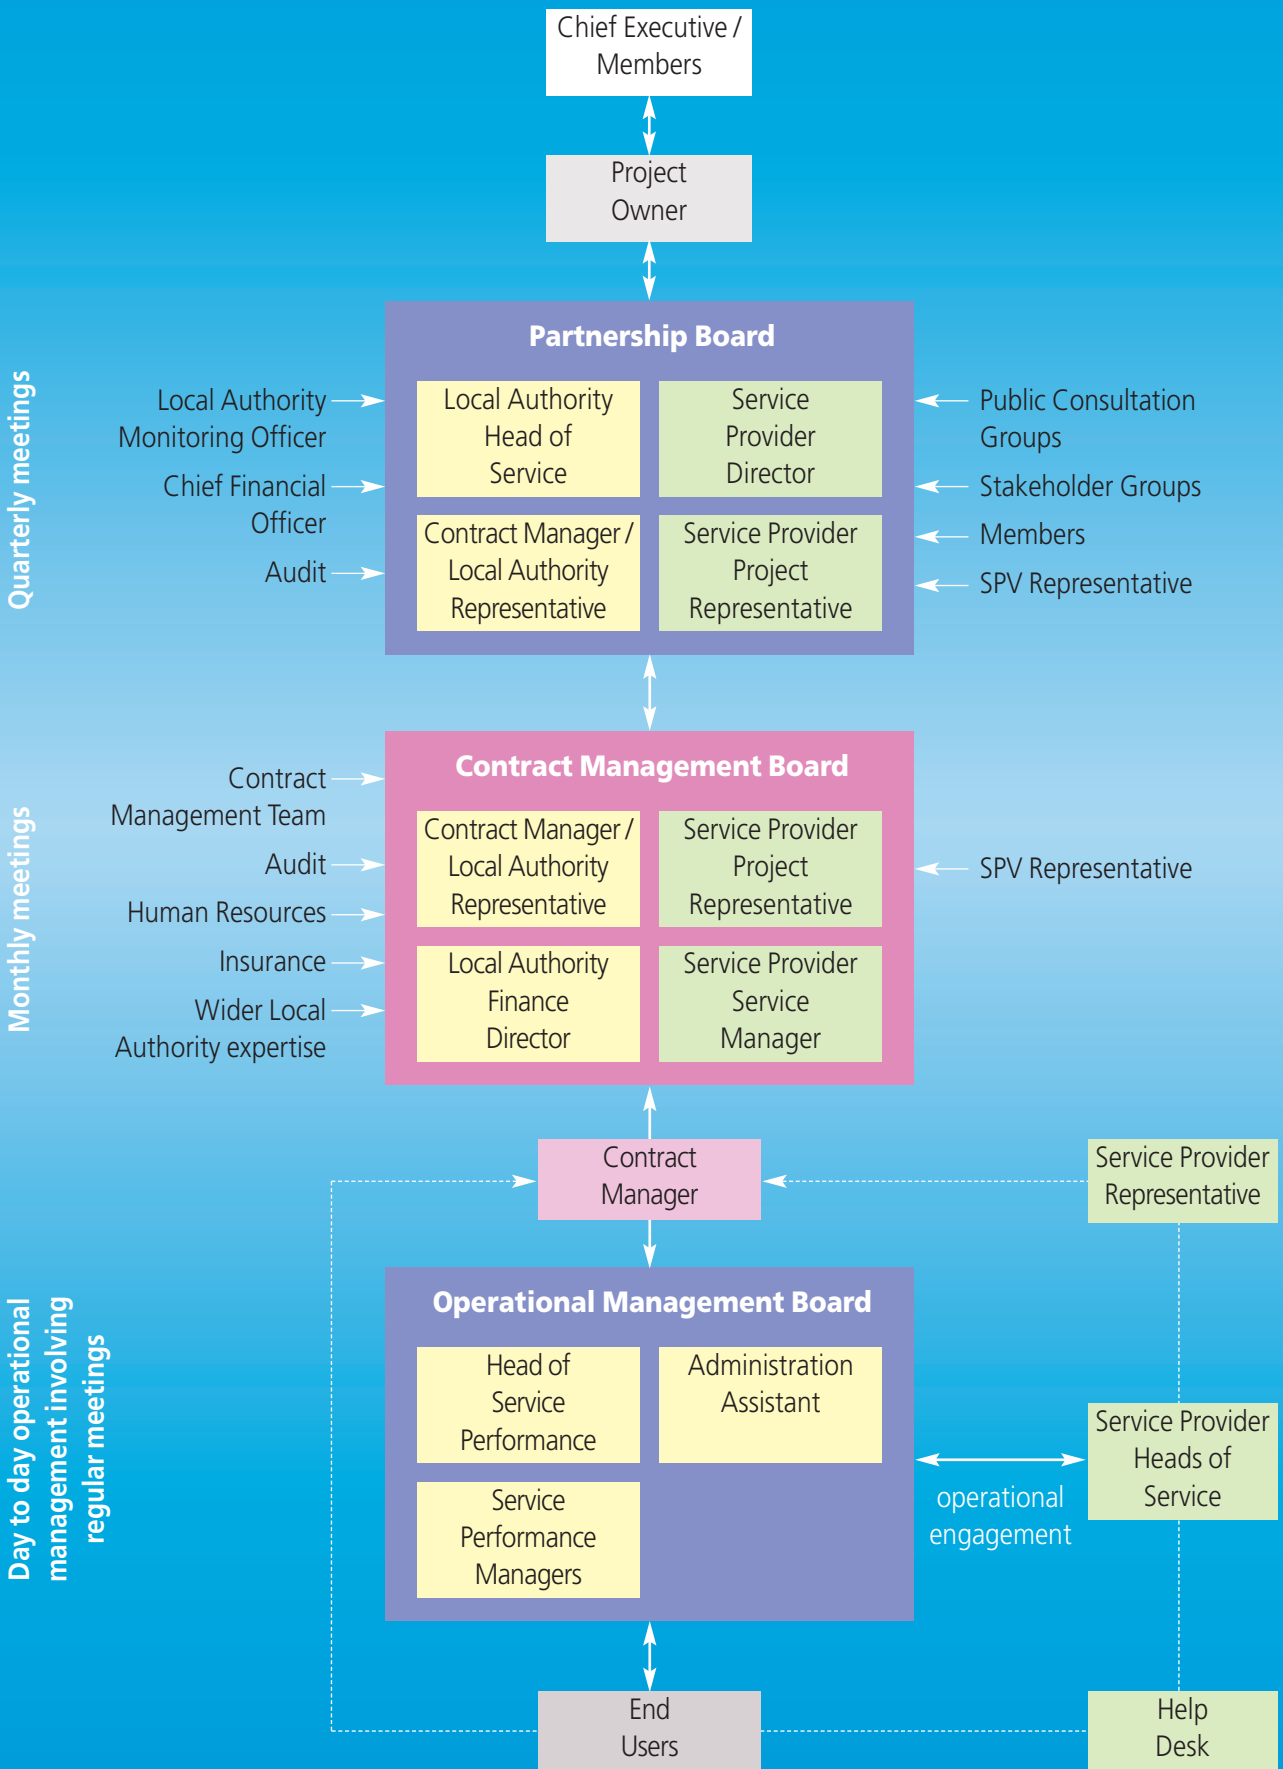 Chief Executive /
Members
Project
Owner
Quarterly meetings
Partnership Board
Local Authority
Monitoring Officer
Chief Financial
Officer
Audit
Local Authority
Head of
Service
Service
Provider
Director
Contract Manager /
Local Authority
Representative
Service Provider
Project
Representative
Public Consultation
Groups
Stakeholder Groups
Members
SPV Representative
Monthly meetings
Contract Management Board
Contract
Management Team
Audit
Human Resources
Insurance
Wider Local
Authority expertise
Contract Manager /
Local Authority
Representative
Service Provider
Project
Representative
Local Authority
Finance
Director
Service Provider
Service
Manager
SPV Representative
Contract
Manager
Service Provider
Representative
Day to day operational
management involving
regular meetings
Operational Management Board
Head of
Service
Performance
Administration
Assistant
Service
Performance
Managers
operational
engagement
Service Provider
Heads of
Service
End
Users
Help
Desk